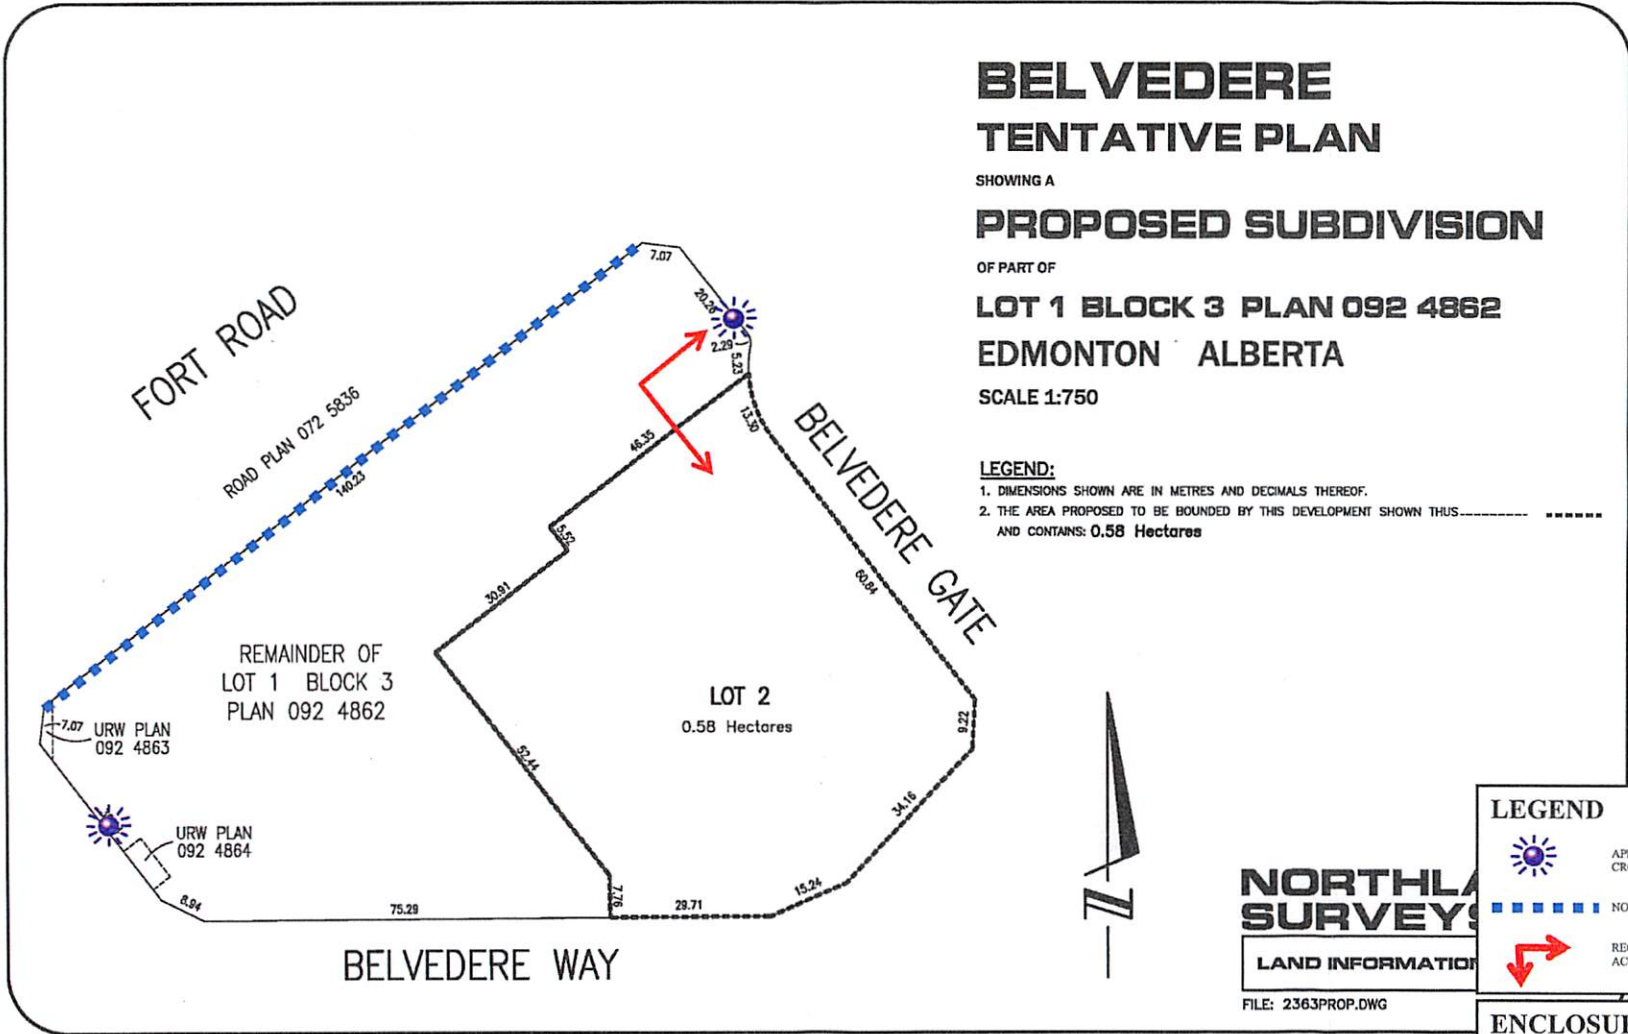 BELVEDERE
TENTATIVE PLAN
SHOWING A
PROPOSED SUBDIVISION
OF PART OF
LOT 1 BLOCK 3 PLAN 092 4862
EDMONTON ALBERTA
SCALE 1:750
LEGEND:
1. DIMENSIONS SHOWN ARE IN METRES AND DECIMALS THEREOF.
2. THE AREA PROPOSED TO BE BOUNDED BY THIS DEVELOPMENT SHOWN THUS
AND CONTAINS: 0.58 Hectares
FORT ROAD
ROAD PLAN 072 5836
140.23
7.07
20.26
2.29
5.23
13.30
46.35
5.52
30.91
BELVEDERE GATE
60.84
REMAINDER OF
LOT 1 BLOCK 3
PLAN 092 4862
LOT 2
0.58 Hectares
7.07
URW PLAN
092 4863
52.44
9.22
34.16
URW PLAN
092 4864
8.94
75.29
7.76
29.71
15.24
BELVEDERE WAY
Z
NORTHLA
SURVEYS
LAND INFORMATION
FILE: 2363PROP.DWG
LEGEND
NO
ENCLOSU